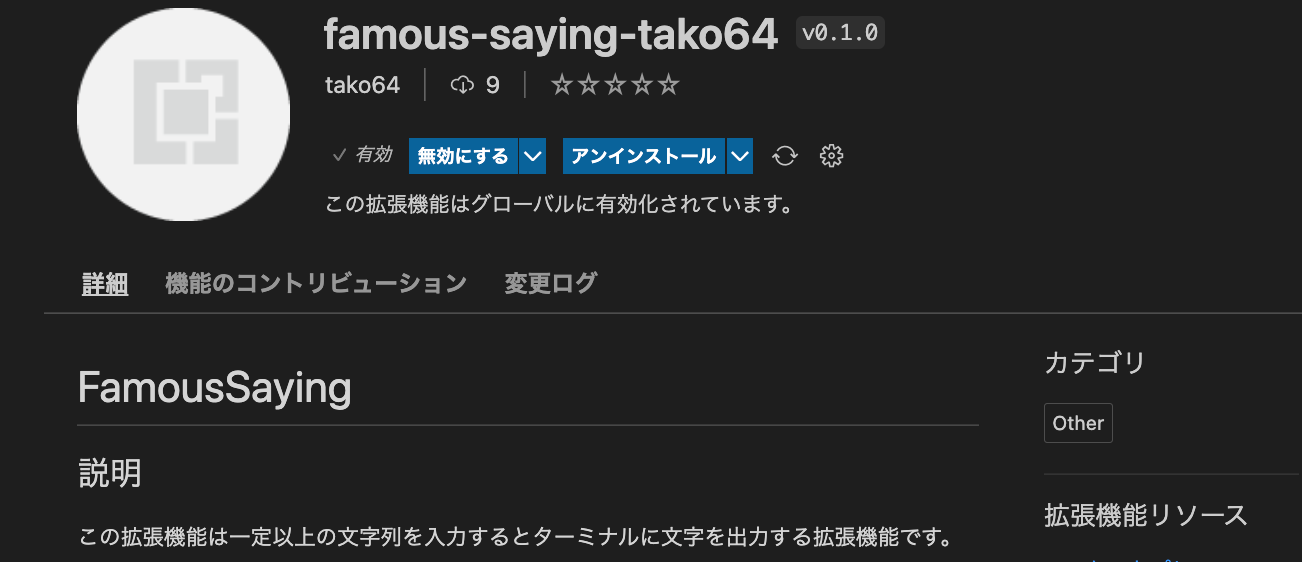 famous-saying-tako64 v0.1.0
tako64 9
有効 無効にする アンインストール
この拡張機能はグローバルに有効化されています。
詳細 機能のコントリビューション 変更ログ
FamousSaying
説明
この拡張機能は一定以上の文字列を入力するとターミナルに文字を出力する拡張機能です。
カテゴリ
Other
拡張機能リソース